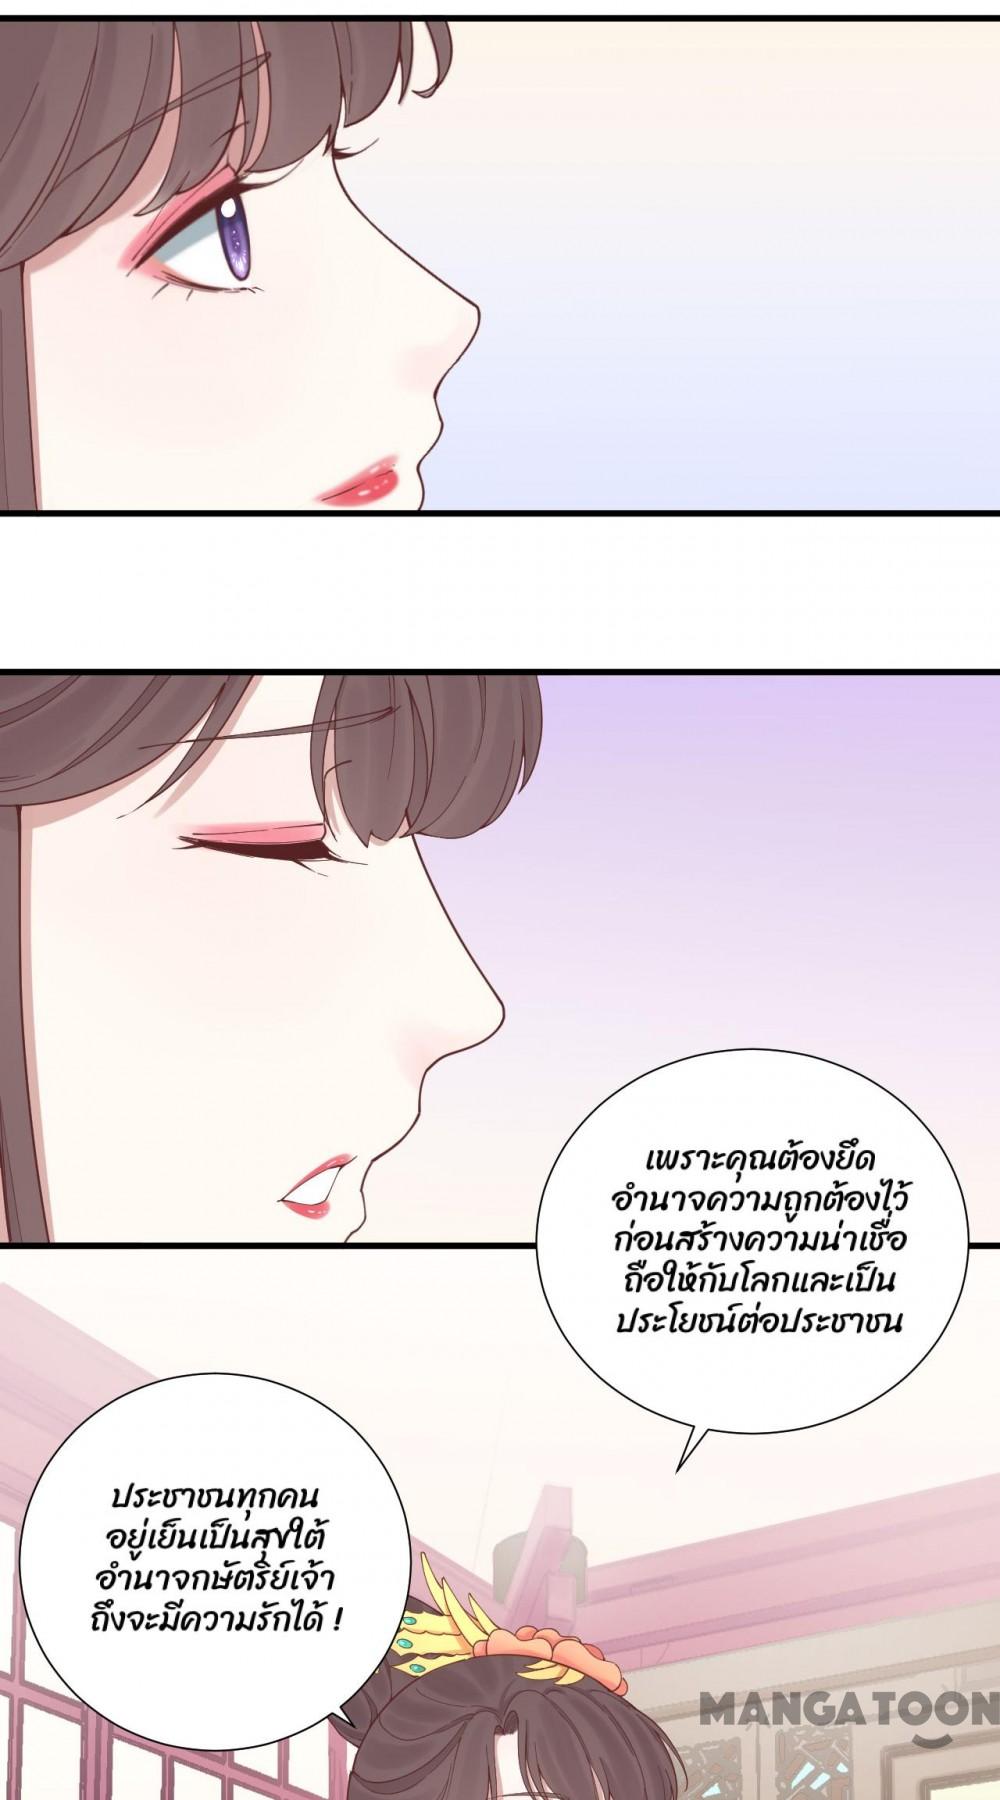 เพราะคุณต้องยึด
อำนาจความถูกต้องไว้
ก่อนสร้างความน่าเชื่อ
ถือให้กับโลกและเป็น
ประโยชน์ต่อประชาชน
ประชาชนทุกคน
อยู่เย็นเป็นสุขใต้
อำนาจกษัตริย์เจ้า
ถึงจะมีความรักได้ !
MANGATOON